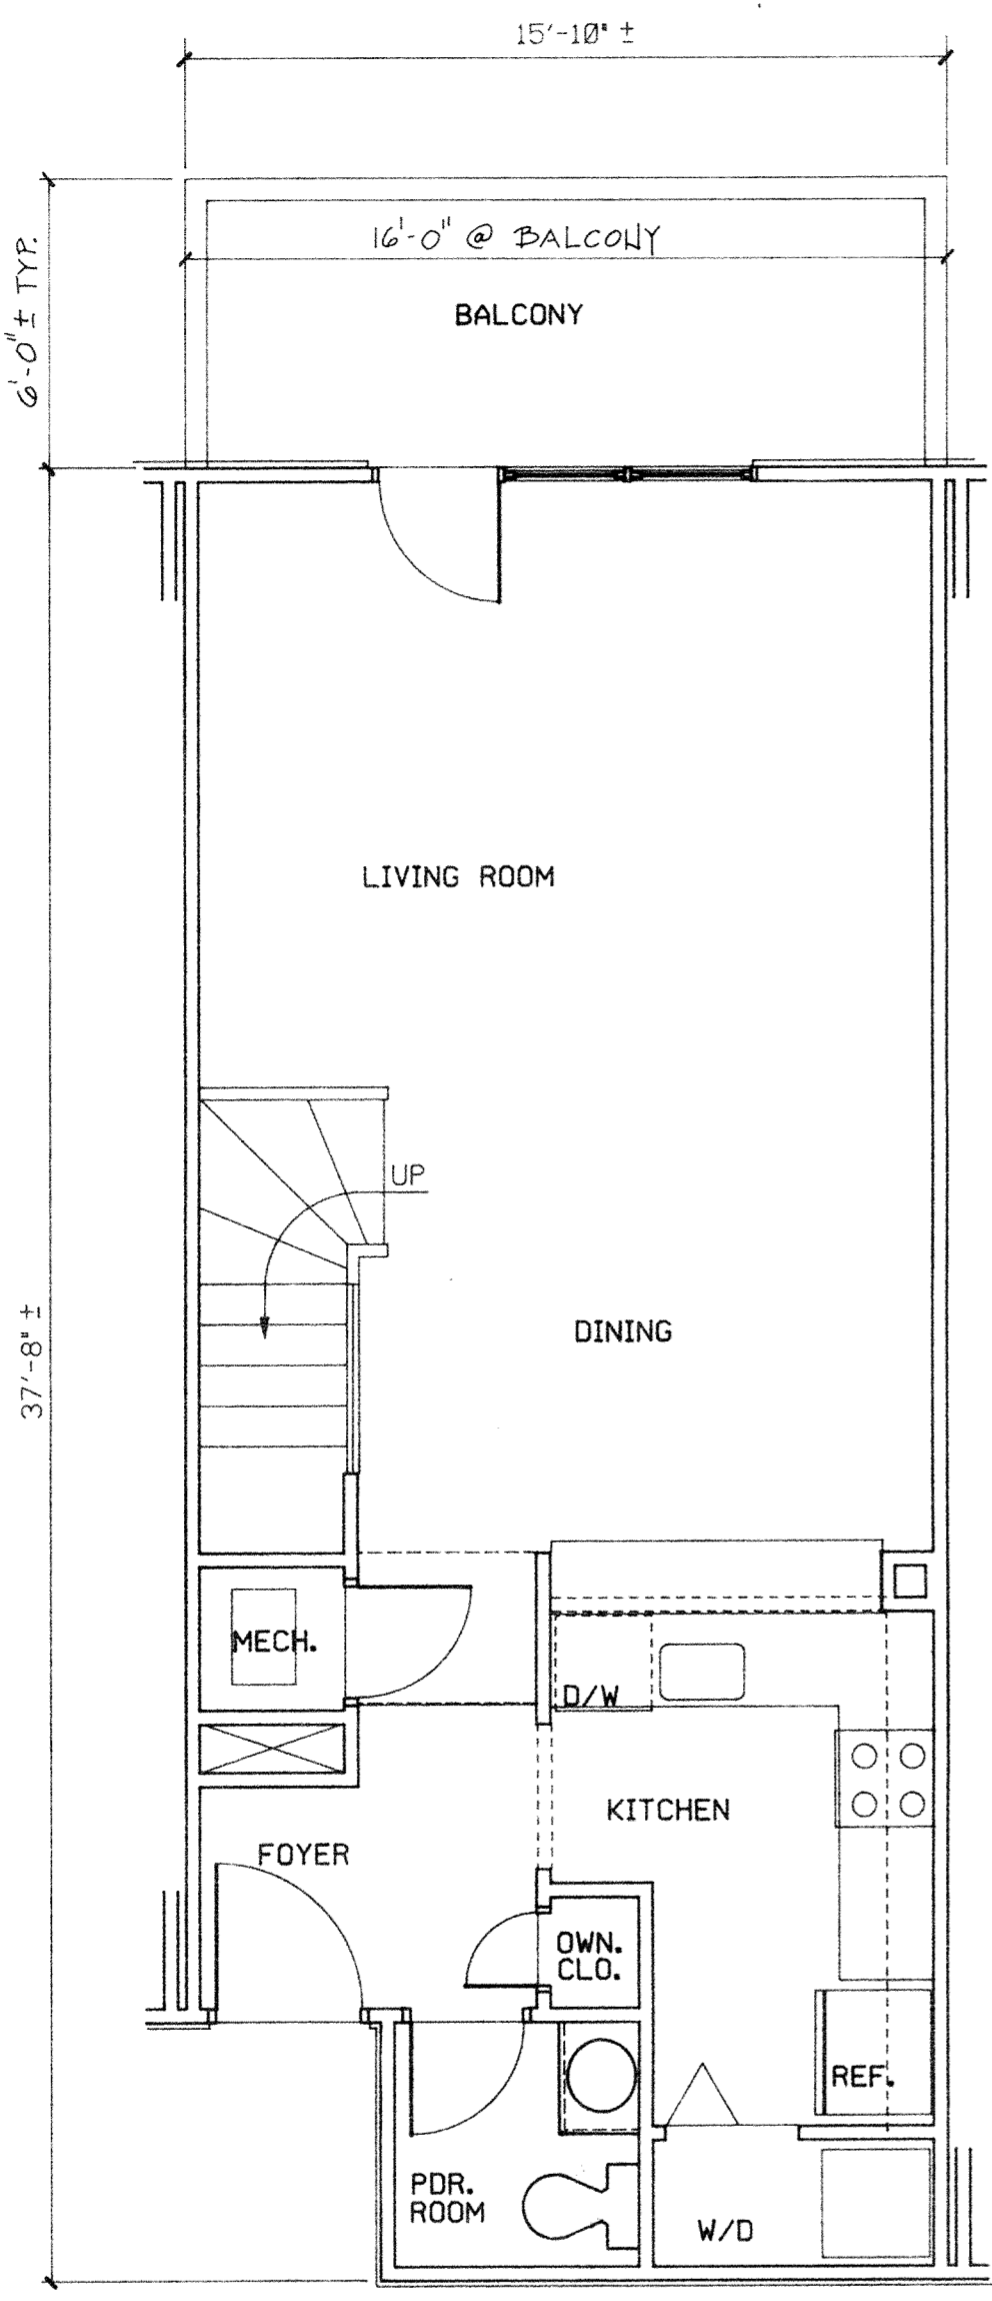 15'-10" ±
16'-0" @ BALCONY
6'-0" ± TYP.
BALCONY
LIVING ROOM
UP
DINING
37'-8" ±
MECH.
D/W
KITCHEN
FOYER
OWN.
CLO.
REF.
PDR.
ROOM
W/D